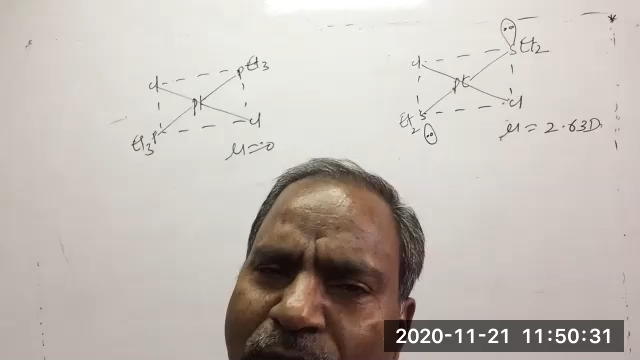 Cl PEt3
Pt
Et3P Cl
μ=0
Cl SEt2
Pt
Et2S Cl
μ = 2.63D
2020-11-21 11:50:31